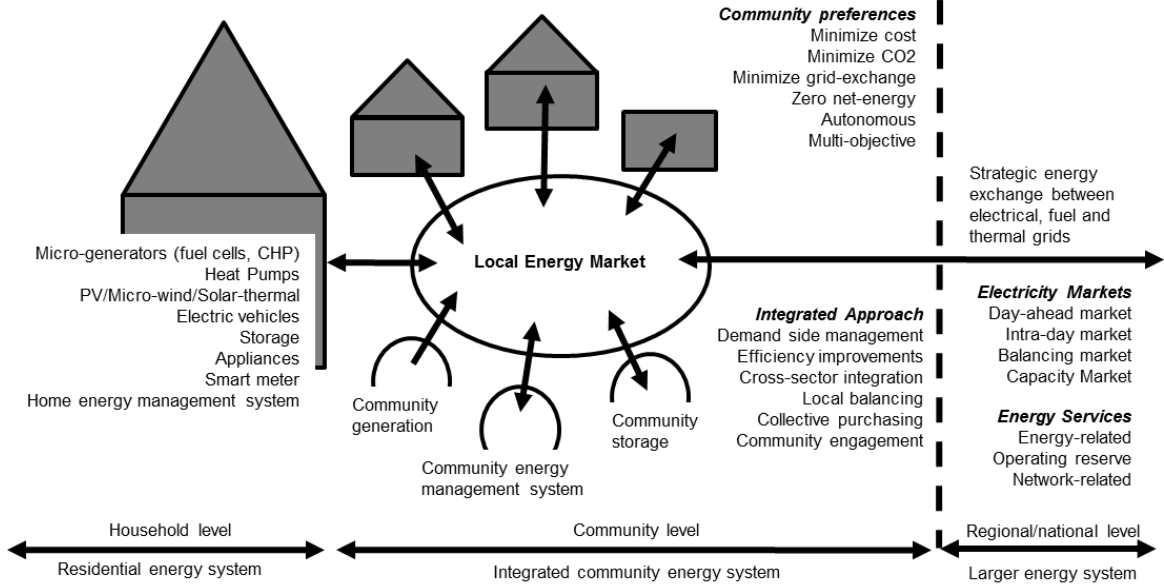 Community preferences
Minimize cost
Minimize CO2
Minimize grid-exchange
Zero net-energy
Autonomous
Multi-objective
Strategic energy
exchange between
electrical, fuel and
thermal grids
Micro-generators (fuel cells, CHP)
Heat Pumps
PV/Micro-wind/Solar-thermal
Electric vehicles
Storage
Appliances
Smart meter
Home energy management system
Local Energy Market
Community
generation
Community energy
management system
Community
storage
Integrated Approach
Demand side management
Efficiency improvements
Cross-sector integration
Local balancing
Collective purchasing
Community engagement
Electricity Markets
Day-ahead market
Intra-day market
Balancing market
Capacity Market
Energy Services
Energy-related
Operating reserve
Network-related
Household level
Residential energy system
Community level
Integrated community energy system
Regional/national level
Larger energy system